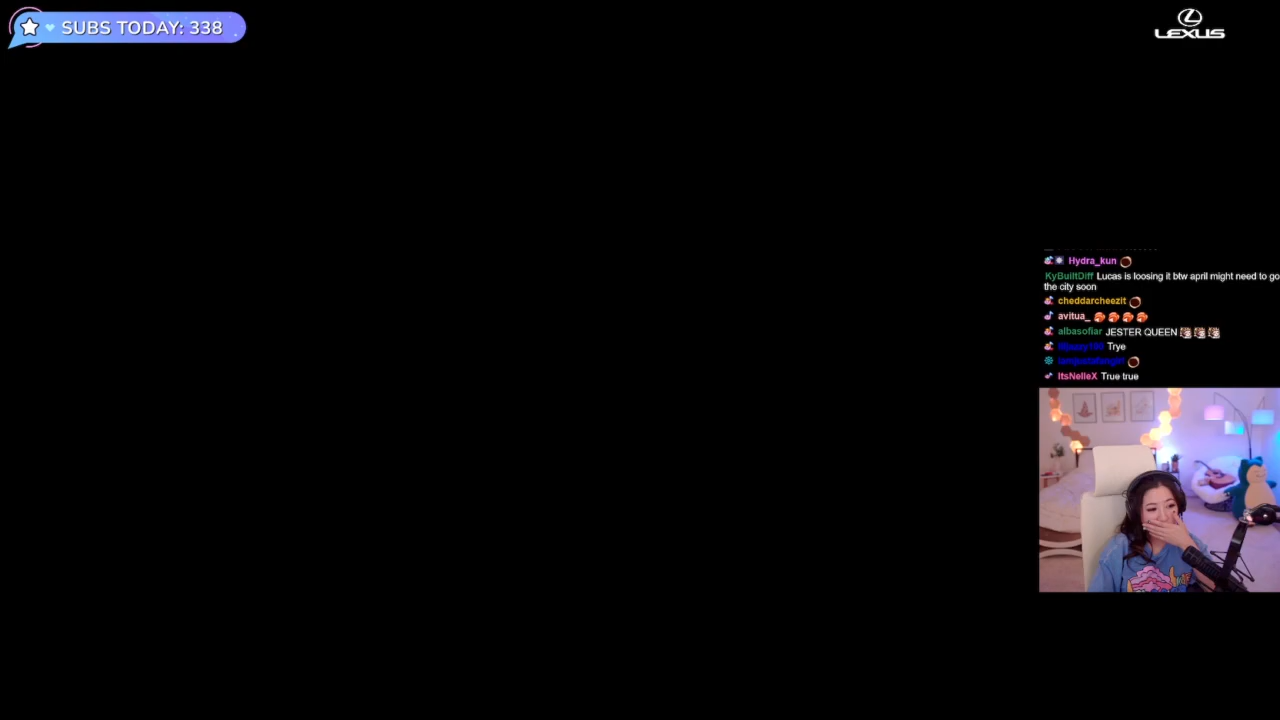 SUBS TODAY: 338
LEXUS
Hydra_kun
KyBuiltDiff Lucas is loosing it btw april might need to go
the city soon
cheddarcheezit
avitua_
albasofiar JESTER QUEEN
Trye
ItsNelleX True true